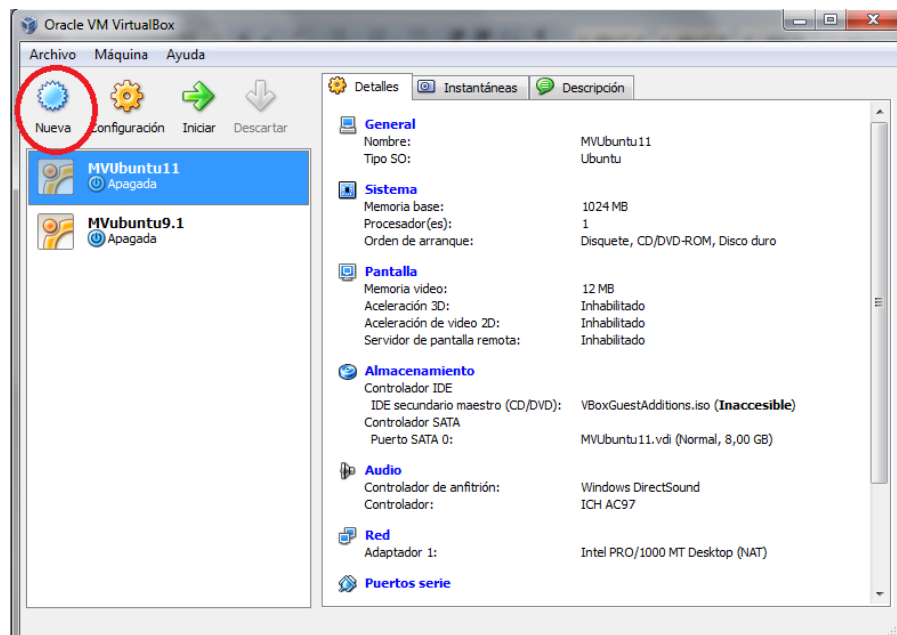 Oracle VM VirtualBox
Archivo Máquina Ayuda
Nueva Configuración Iniciar Descartar
MVUbuntu11
Apagada
MVubuntu9.1
Apagada
Detalles Instantáneas Descripción
General
Nombre: MVUbuntu11
Tipo SO: Ubuntu
Sistema
Memoria base: 1024 MB
Procesador(es): 1
Orden de arranque: Disquete, CD/DVD-ROM, Disco duro
Pantalla
Memoria video: 12 MB
Aceleración 3D: Inhabilitado
Aceleración de video 2D: Inhabilitado
Servidor de pantalla remota: Inhabilitado
Almacenamiento
Controlador IDE
IDE secundario maestro (CD/DVD): VBoxGuestAdditions.iso (Inaccesible)
Controlador SATA
Puerto SATA 0: MVUbuntu11.vdi (Normal, 8,00 GB)
Audio
Controlador de anfitrión: Windows DirectSound
Controlador: ICH AC97
Red
Adaptador 1: Intel PRO/1000 MT Desktop (NAT)
Puertos serie